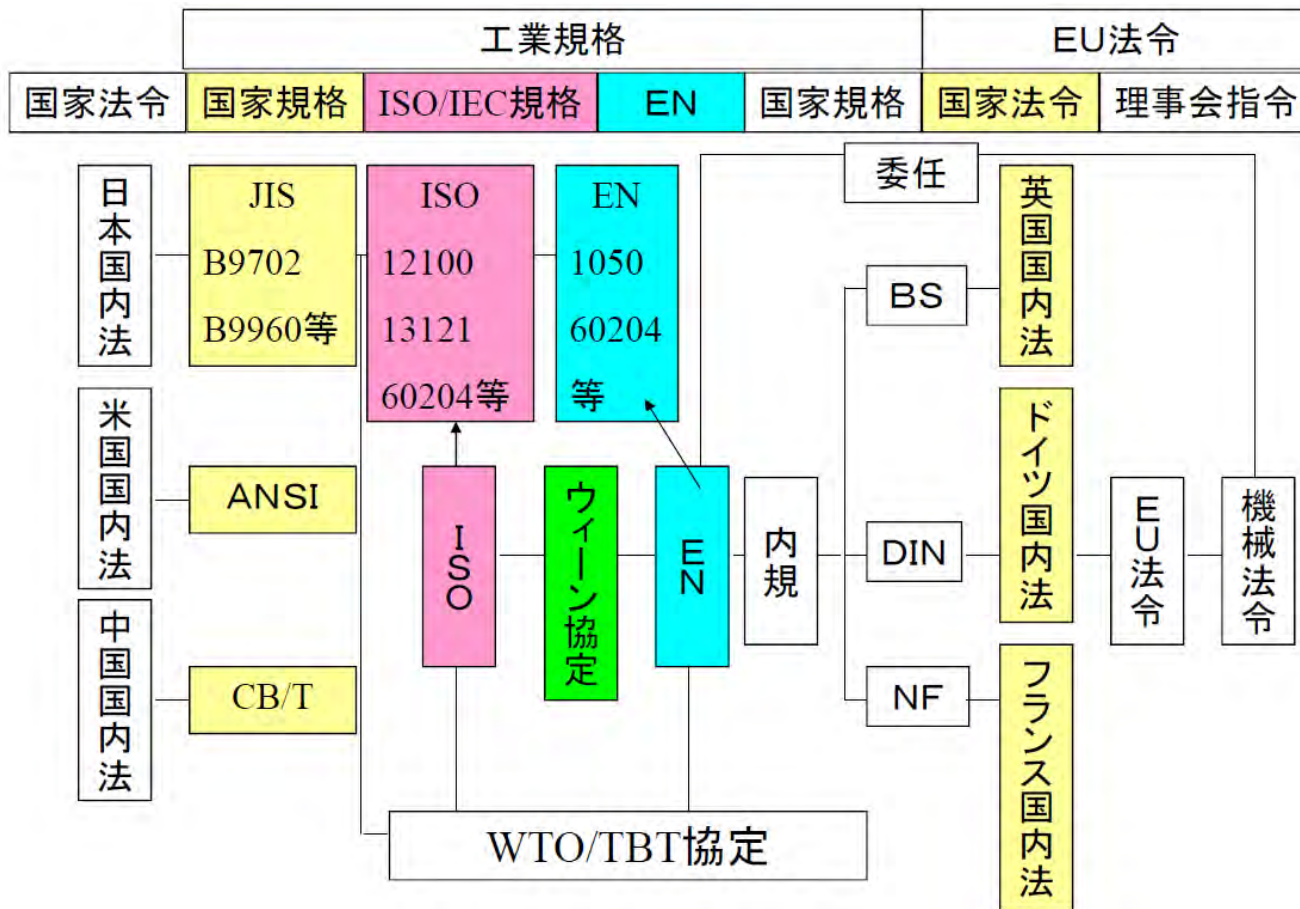 工業規格
EU法令
国家法令
国家規格
ISO/IEC規格
EN
国家規格
国家法令
理事会指令
日本国内法
JIS
B9702
B9960等
ISO
12100
13121
60204等
EN
1050
60204
等
委任
BS
英国国内法
米国国内法
ANSI
ISO
ウィーン協定
EN
内規
DIN
ドイツ国内法
EU法令
機械法令
中国国内法
CB/T
NF
フランス国内法
WTO/TBT協定